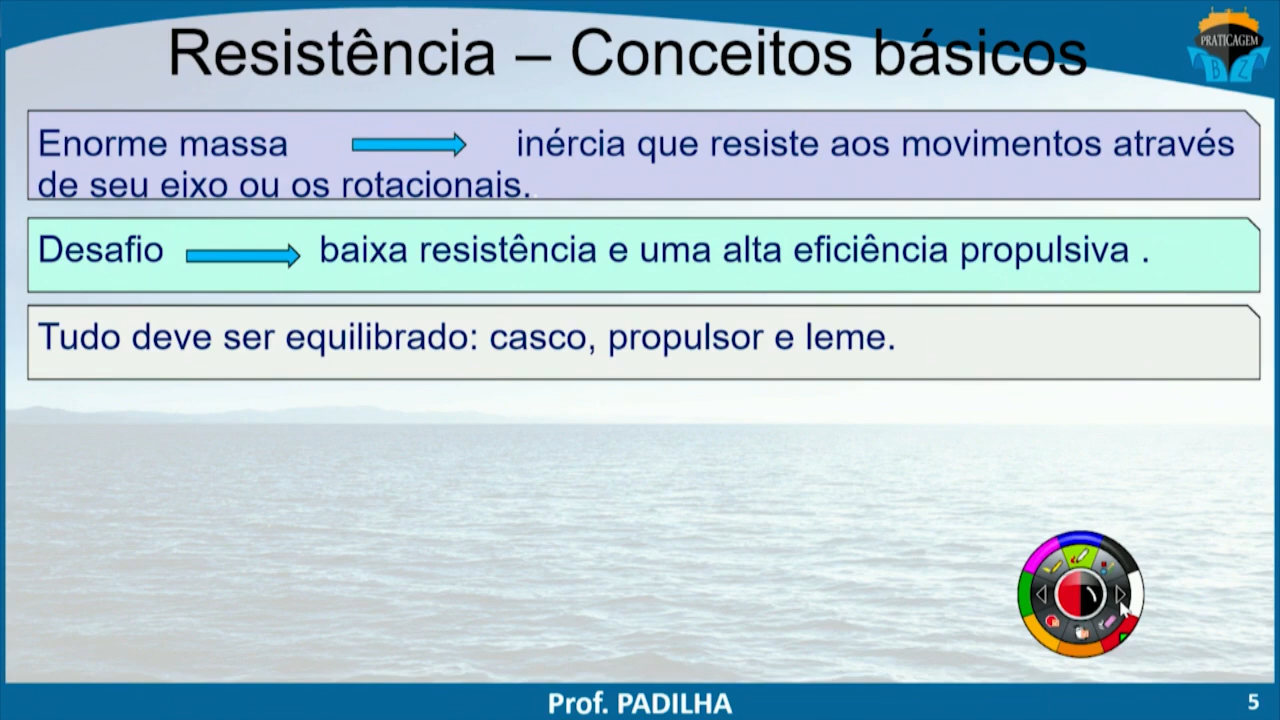 PRATICAGEM
B Z
Resistência – Conceitos básicos
Enorme massa inércia que resiste aos movimentos através
de seu eixo ou os rotacionais.
Desafio baixa resistência e uma alta eficiência propulsiva .
Tudo deve ser equilibrado: casco, propulsor e leme.
Prof. PADILHA
5